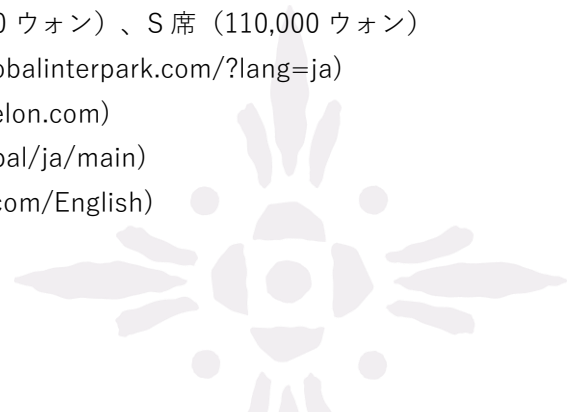 0 ウォン）、S 席（110,000 ウォン）
obalinterpark.com/?lang=ja)
elon.com)
bal/ja/main)
com/English)